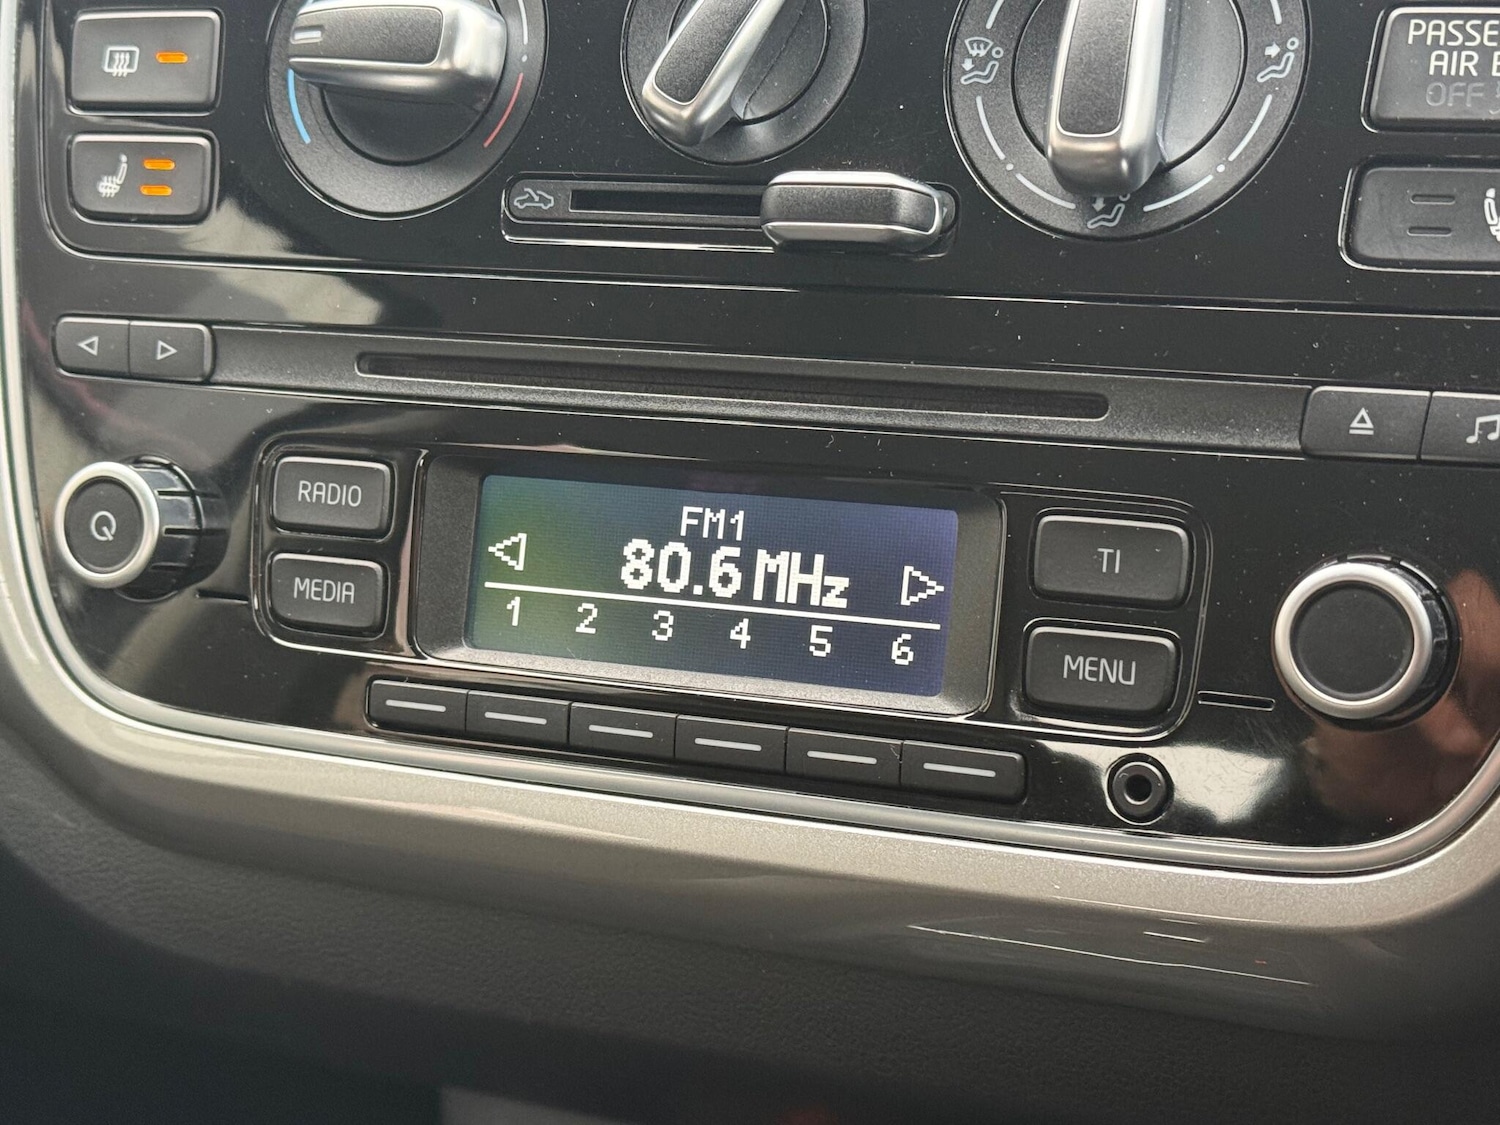 PASSE
AIR B
OFF
RADIO
MEDIA
FM1
80.6 MHz
1 2 3 4 5 6
TI
MENU